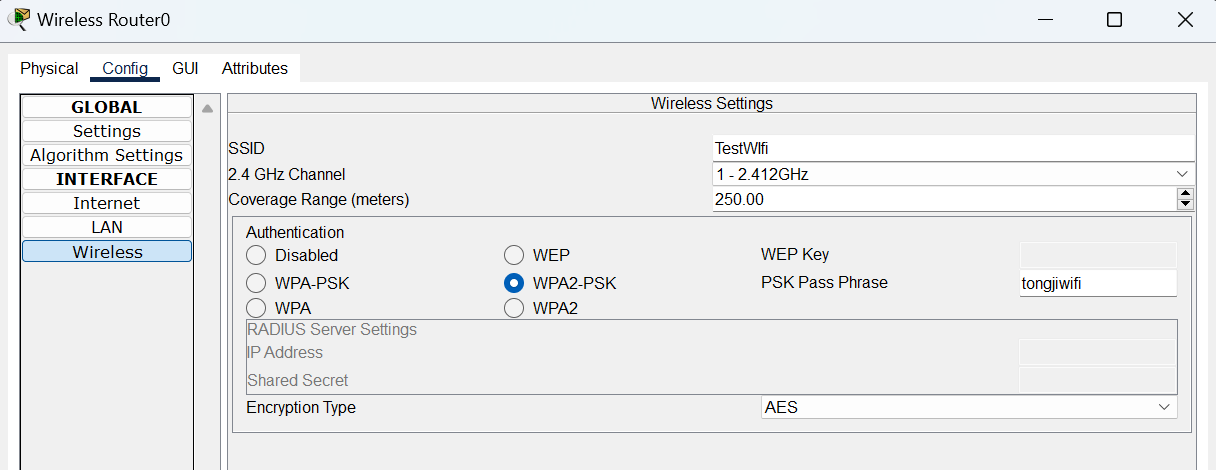 Wireless Router0
Physical Config GUI Attributes
GLOBAL
Settings
Algorithm Settings
INTERFACE
Internet
LAN
Wireless
Wireless Settings
SSID TestWIfi
2.4 GHz Channel 1 - 2.412GHz
Coverage Range (meters) 250.00
Authentication
Disabled WEP WEP Key
WPA-PSK WPA2-PSK PSK Pass Phrase tongjiwifi
WPA WPA2
RADIUS Server Settings
IP Address
Shared Secret
Encryption Type AES